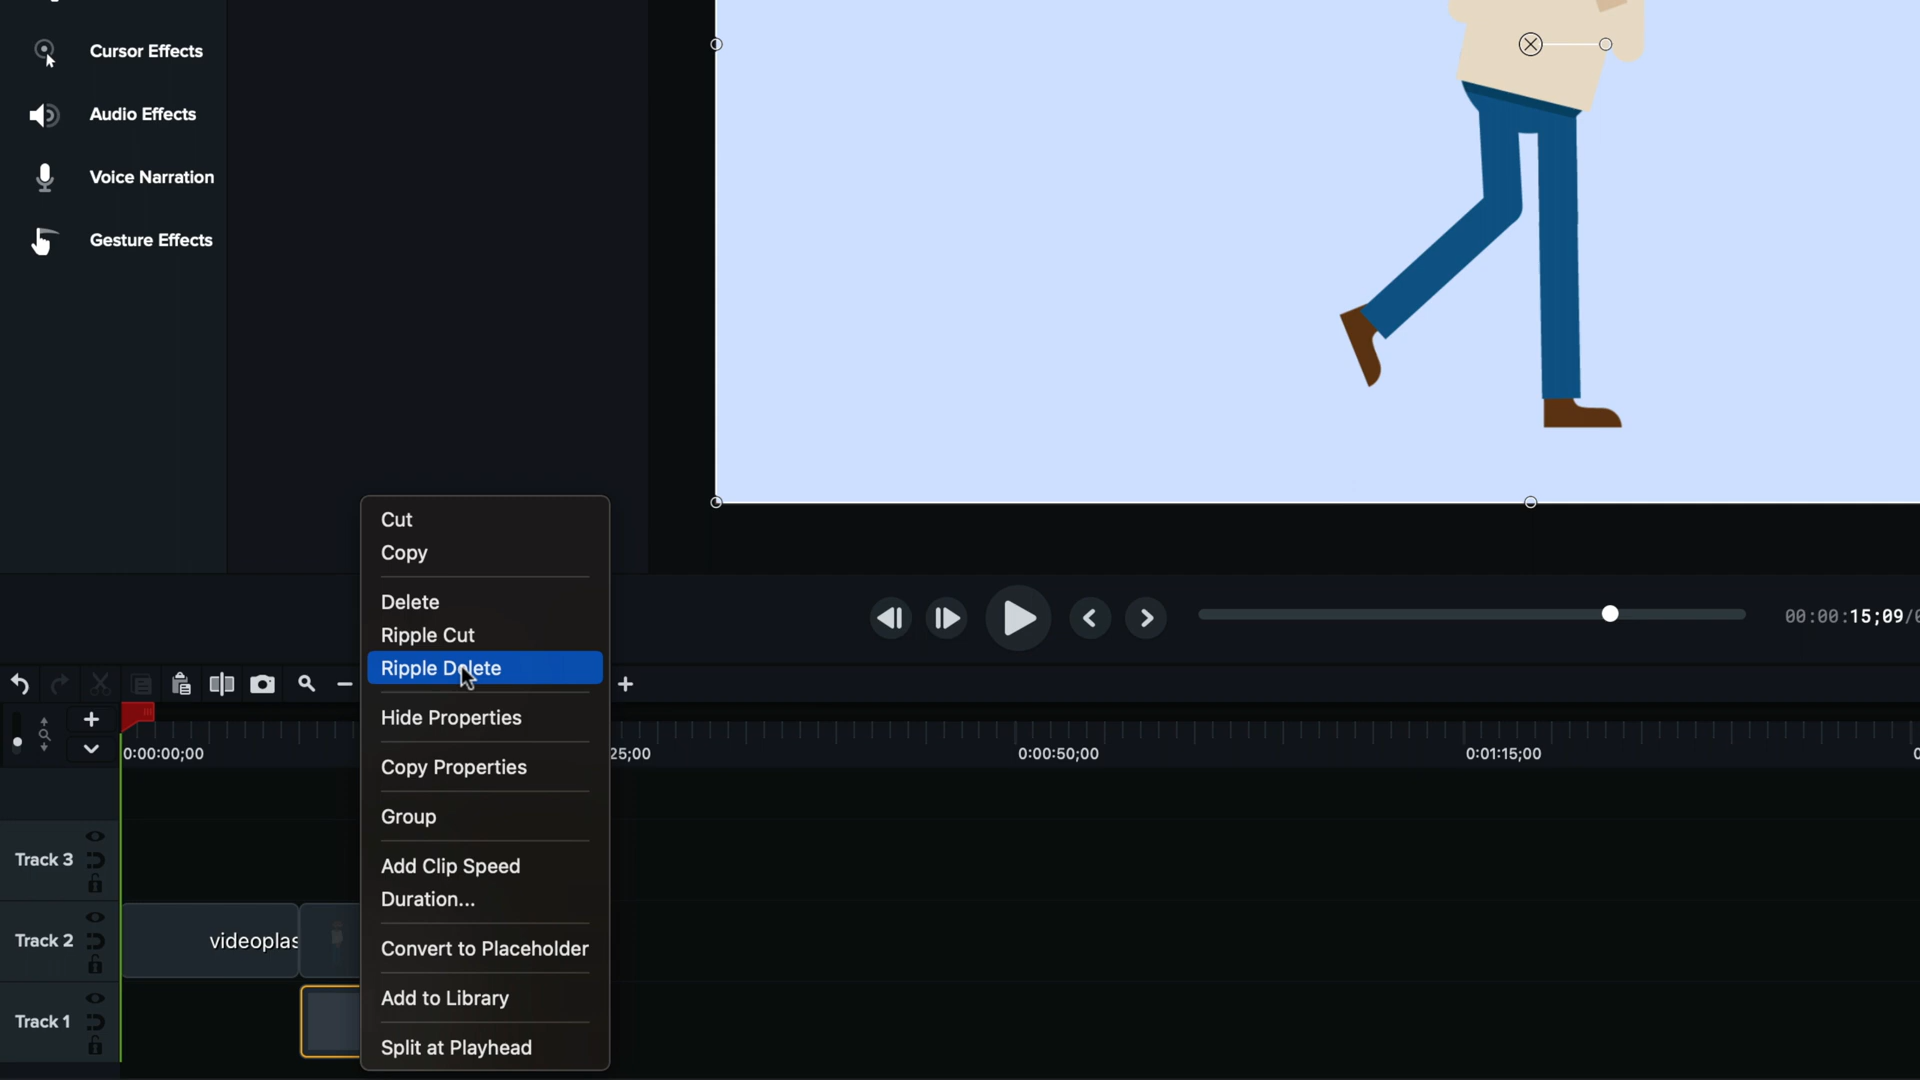 Cursor Effects
Audio Effects
Voice Narration
Gesture Effects
Cut
Copy
Delete
Ripple Cut
Ripple Delete
Hide Properties
Copy Properties
Group
Add Clip Speed
Duration...
Convert to Placeholder
Add to Library
Split at Playhead
00:00:15;09/
0:00:00;00
25;00
0:00:50;00
0:01:15;00
Track 3
Track 2
videoplas
Track 1